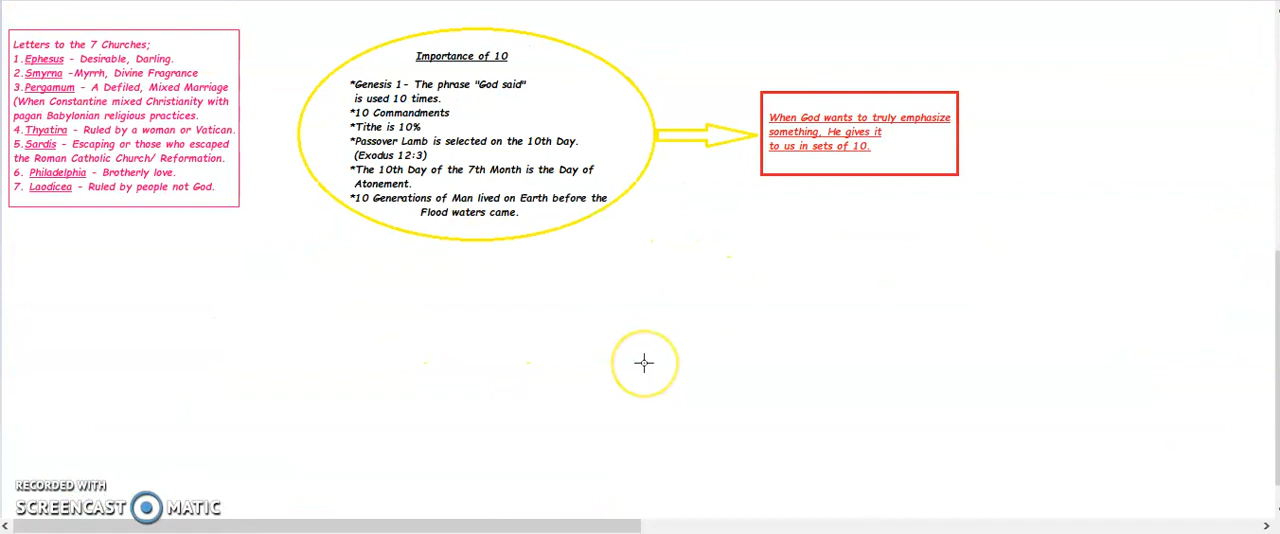 Letters to the 7 Churches;
1.Ephesus - Desirable, Darling.
2.Smyrna -Myrrh, Divine Fragrance
3.Pergamum - A Defiled, Mixed Marriage
(When Constantine mixed Christianity with
pagan Babylonian religious practices.
4.Thyatira - Ruled by a woman or Vatican.
5.Sardis - Escaping or those who escaped
the Roman Catholic Church/ Reformation.
6. Philadelphia - Brotherly love.
7. Laodicea - Ruled by people not God.
Importance of 10
*Genesis 1- The phrase "God said"
is used 10 times.
*10 Commandments
*Tithe is 10%
*Passover Lamb is selected on the 10th Day.
(Exodus 12:3)
*The 10th Day of the 7th Month is the Day of
Atonement.
*10 Generations of Man lived on Earth before the
Flood waters came.
When God wants to truly emphasize
something, He gives it
to us in sets of 10.
RECORDED WITH
SCREENCAST MATIC